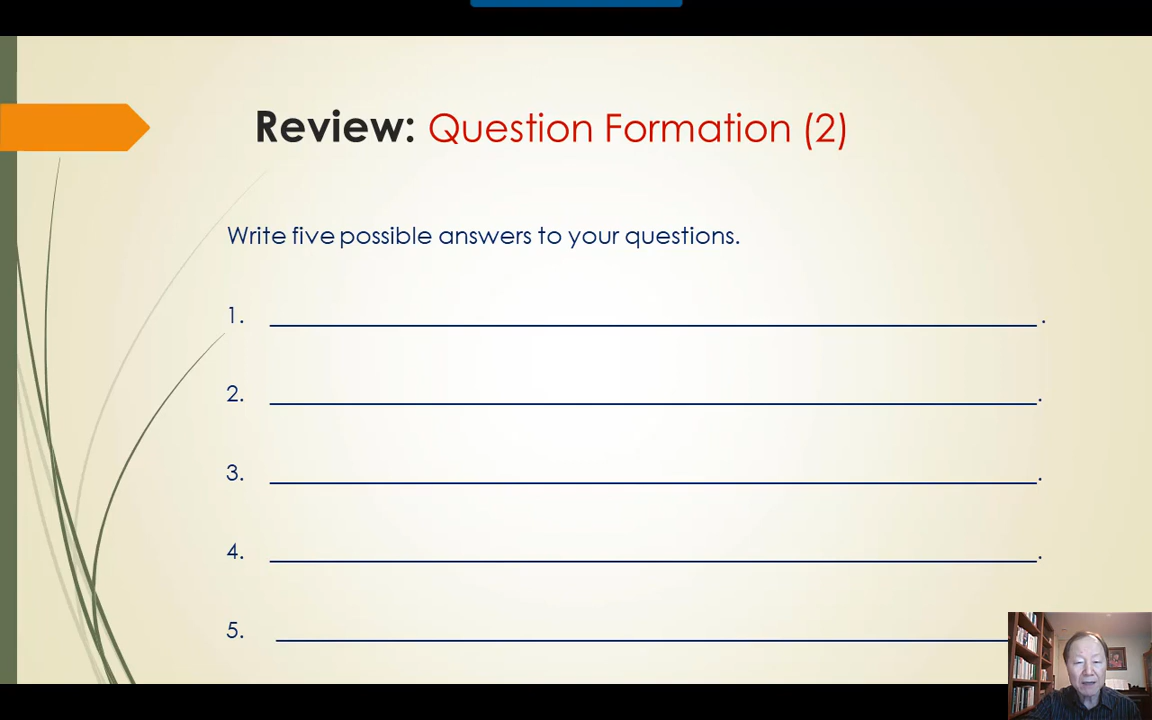 Review: Question Formation (2)
Write five possible answers to your questions.
1. ________________________________________.
2. ________________________________________.
3. ________________________________________.
4. ________________________________________.
5. ________________________________________